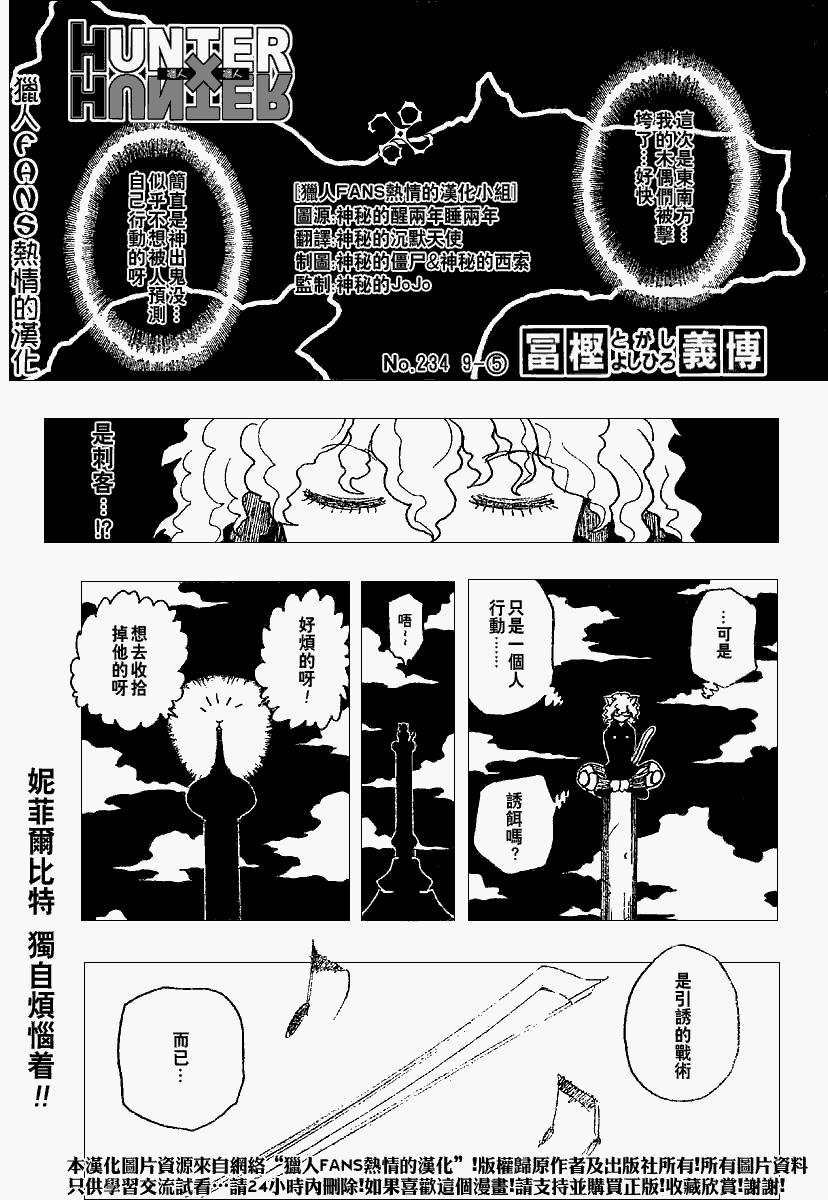 HUNTER
×
獵人 獵人
HUNTER
獵人FANS熱情的漢化
這次是東南方…
我的木偶們被擊
垮了…好快
簡直是神出鬼没…
似乎不想被人預測
自己行動的呀
[獵人FANS熱情的漢化小組]
圖源:神秘的醒兩年睡兩年
翻譯:神秘的沉默天使
制圖:神秘的僵尸&神秘的西索
監制:神秘的JoJo
No.234 9-⑤
冨樫義博
とがし
よしひろ
是刺客…!?
…可是
只是一個人
行動……
誘餌嗎?
唔~~
好煩的呀!
想去收拾
掉他的呀
妮菲爾比特 獨自煩惱着!!
是引誘的戰術
而已…
本漢化圖片資源來自網絡“獵人FANS熱情的漢化”!版權歸原作者及出版社所有!所有圖片資料
只供學習交流試看…請24小時內刪除!如果喜歡這個漫畫!請支持並購買正版!收藏欣賞!謝謝!